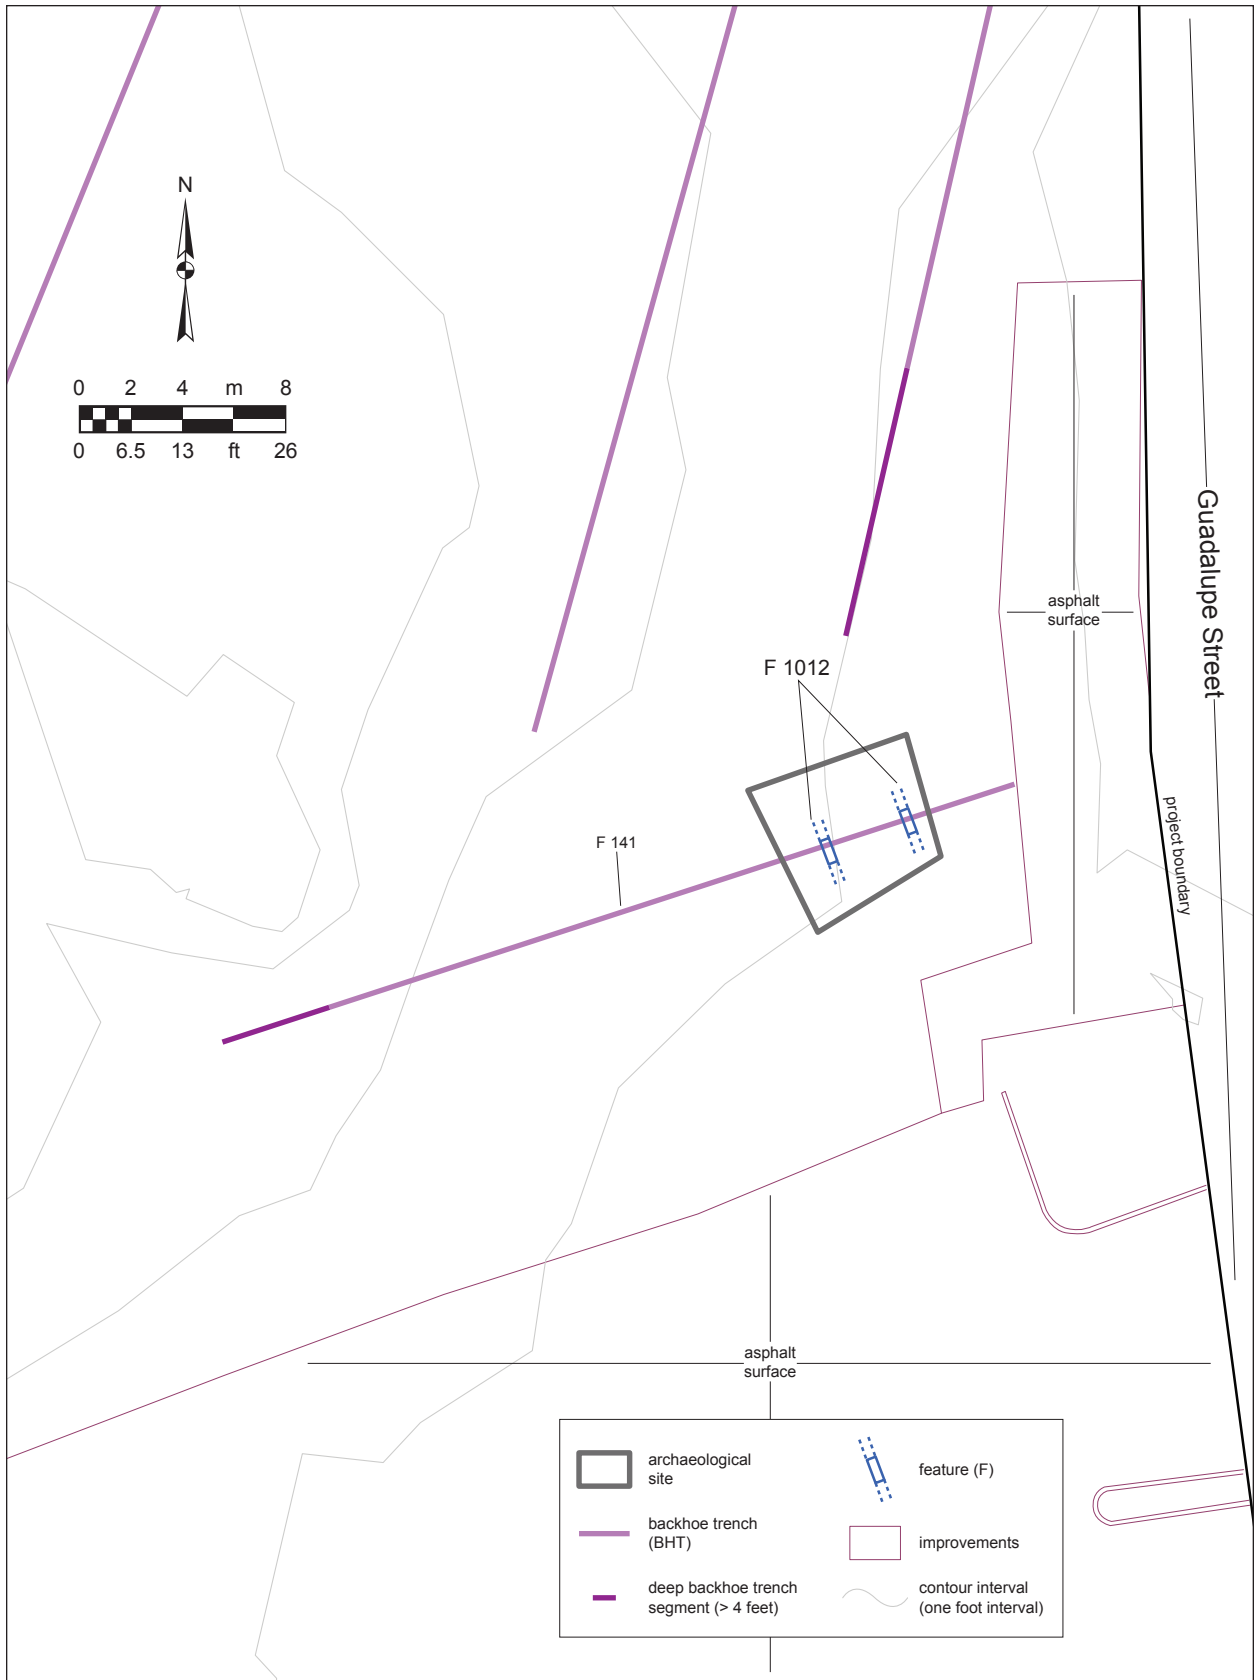 N
0 2 4 m 8
0 6.5 13 ft 26
Guadalupe Street
asphalt
surface
F 1012
project boundary
F 141
asphalt
surface
archaeological
site
feature (F)
backhoe trench
(BHT)
improvements
deep backhoe trench
segment (> 4 feet)
contour interval
(one foot interval)